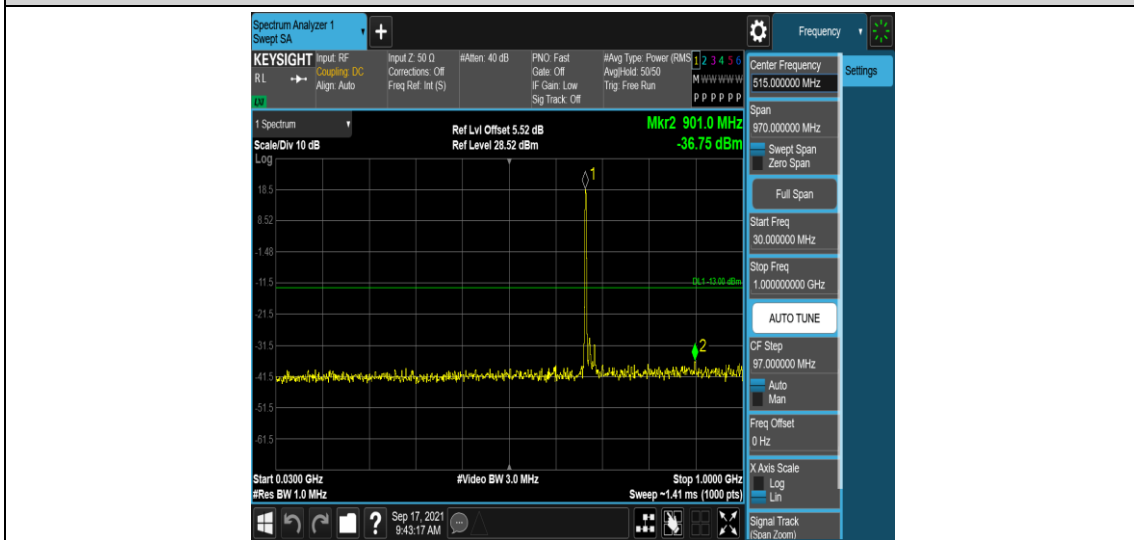 Spectrum Analyzer 1
Swept SA
+
Frequency
KEYSIGHT
RL
LXI
Input: RF
Coupling: DC
Align: Auto
Input Z: 50 Ω
Corrections: Off
Freq Ref: Int (S)
#Atten: 40 dB
PNO: Fast
Gate: Off
IF Gain: Low
Sig Track: Off
#Avg Type: Power (RMS
Avg|Hold: 50/50
Trig: Free Run
1 2 3 4 5 6
M W W W W W
P P P P P P
1 Spectrum
Scale/Div 10 dB
Ref Lvl Offset 5.52 dB
Ref Level 28.52 dBm
Mkr2 901.0 MHz
-36.75 dBm
Log
1
18.5
8.52
-1.48
-11.5
DL1 -13.00 dBm
-21.5
-31.5
2
-41.5
-51.5
-61.5
Start 0.0300 GHz
#Video BW 3.0 MHz
Stop 1.0000 GHz
#Res BW 1.0 MHz
Sweep ~1.41 ms (1000 pts)
?
Sep 17, 2021
9:43:17 AM
Center Frequency
515.000000 MHz
Settings
Span
970.000000 MHz
Swept Span
Zero Span
Full Span
Start Freq
30.000000 MHz
Stop Freq
1.000000000 GHz
AUTO TUNE
CF Step
97.000000 MHz
Auto
Man
Freq Offset
0 Hz
X Axis Scale
Log
Lin
Signal Track
(Span Zoom)